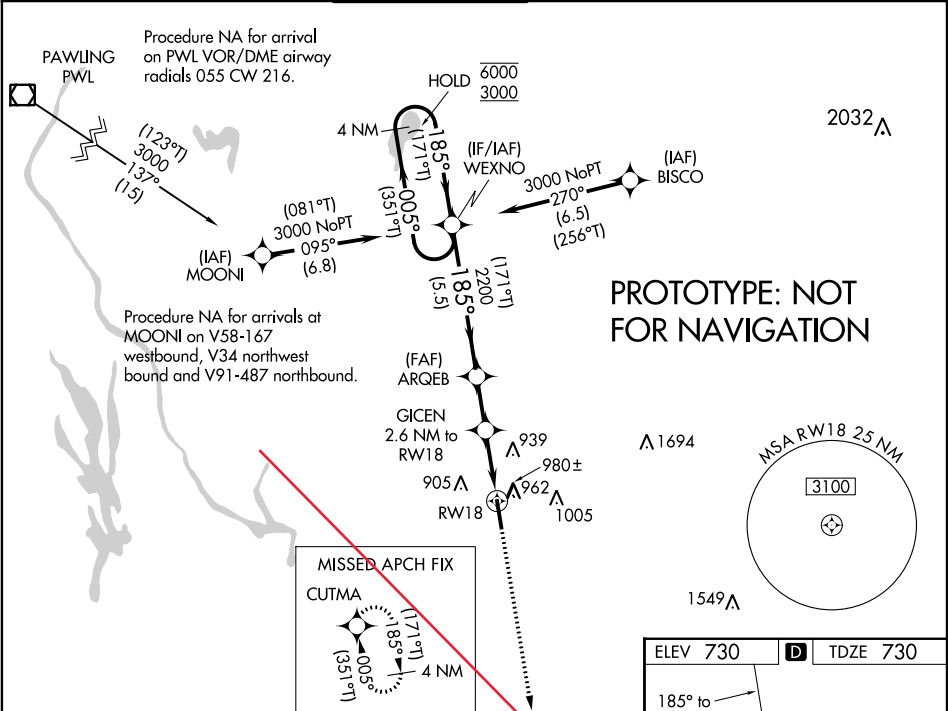 Procedure NA for arrival
on PWL VOR/DME airway
radials 055 CW 216.
PAWLING
PWL
(123°T)
3000
137°
(15)
HOLD
6000
3000
4 NM
185°
(171°T)
005°
(351°T)
(IF/IAF)
WEXNO
2032
(IAF)
BISCO
3000 NoPT
270°
(6.5)
(256°T)
(081°T)
3000 NoPT
095°
(6.8)
(IAF)
MOONI
(171°T)
2200
185°
(5.5)
PROTOTYPE: NOT
FOR NAVIGATION
Procedure NA for arrivals at
MOONI on V58-167
westbound, V34 northwest
bound and V91-487 northbound.
(FAF)
ARQEB
GICEN
2.6 NM to
RW18
939
1694
980±
905
962
1005
RW18
MSA RW18 25 NM
3100
1549
MISSED APCH FIX
CUTMA
(171°T)
185°
005°
(351°T)
4 NM
ELEV 730 D TDZE 730
185° to